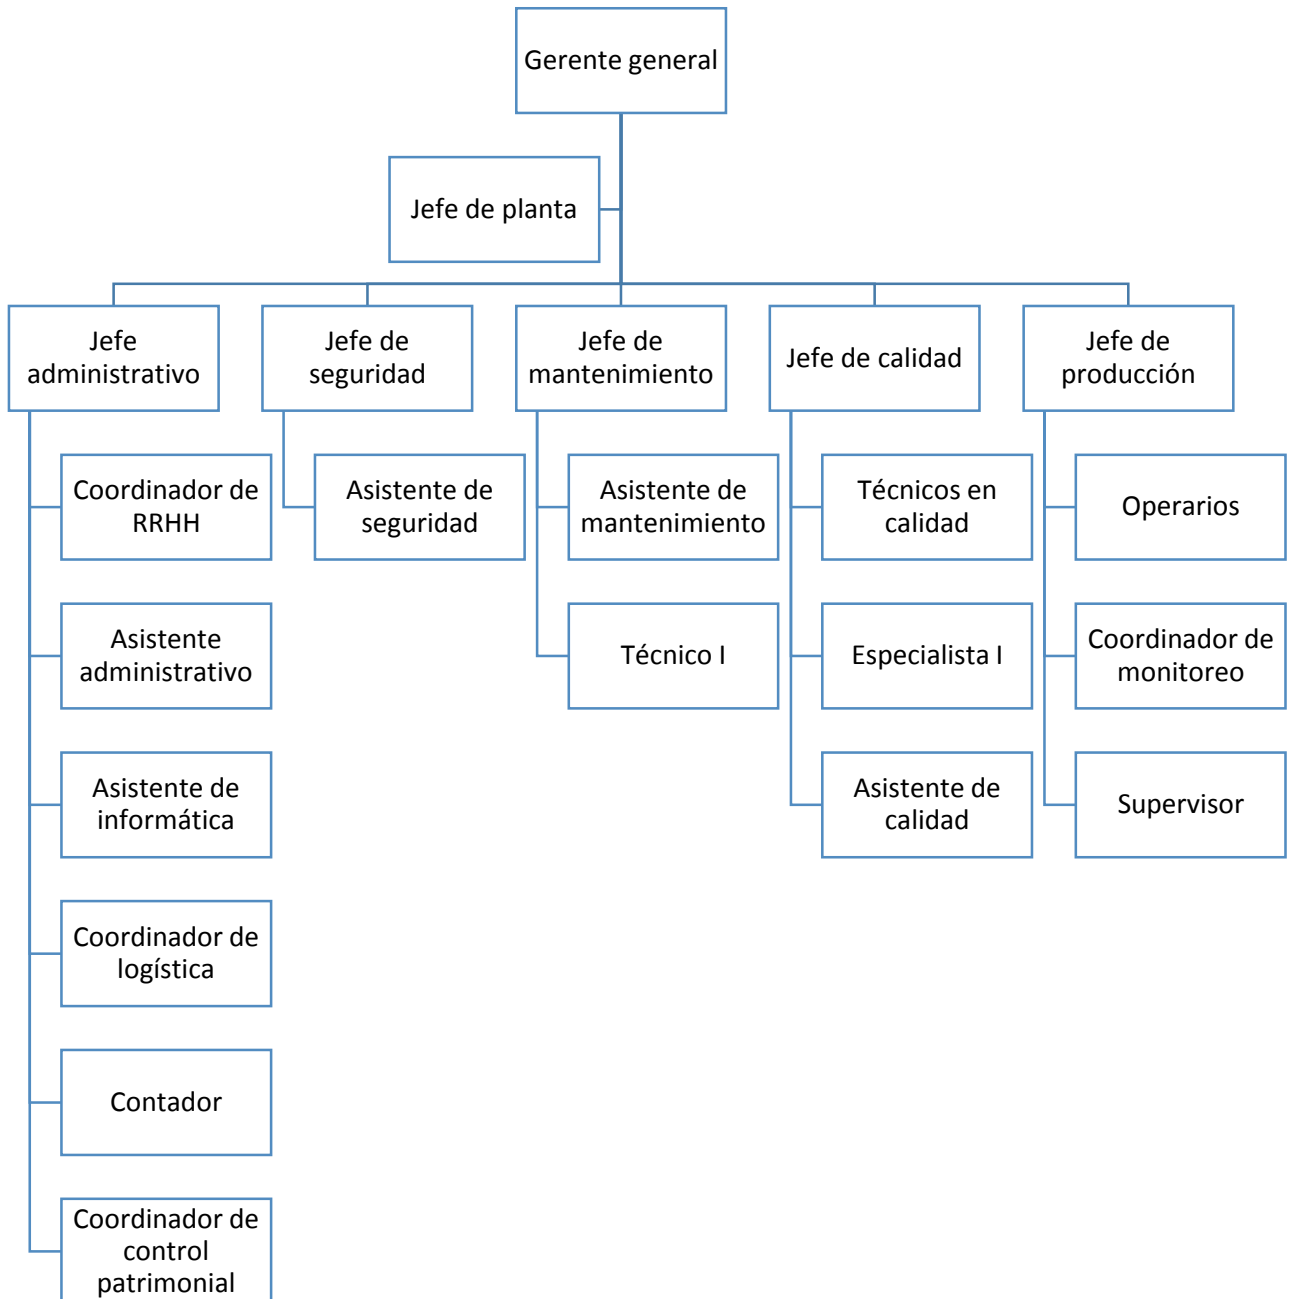 Gerente general
Jefe de planta
Jefe
administrativo
Jefe de
seguridad
Jefe de
mantenimiento
Jefe de calidad
Jefe de
producción
Coordinador de
RRHH
Asistente de
seguridad
Asistente de
mantenimiento
Técnicos en
calidad
Operarios
Asistente
administrativo
Técnico I
Especialista I
Coordinador de
monitoreo
Asistente de
informática
Asistente de
calidad
Supervisor
Coordinador de
logística
Contador
Coordinador de
control
patrimonial